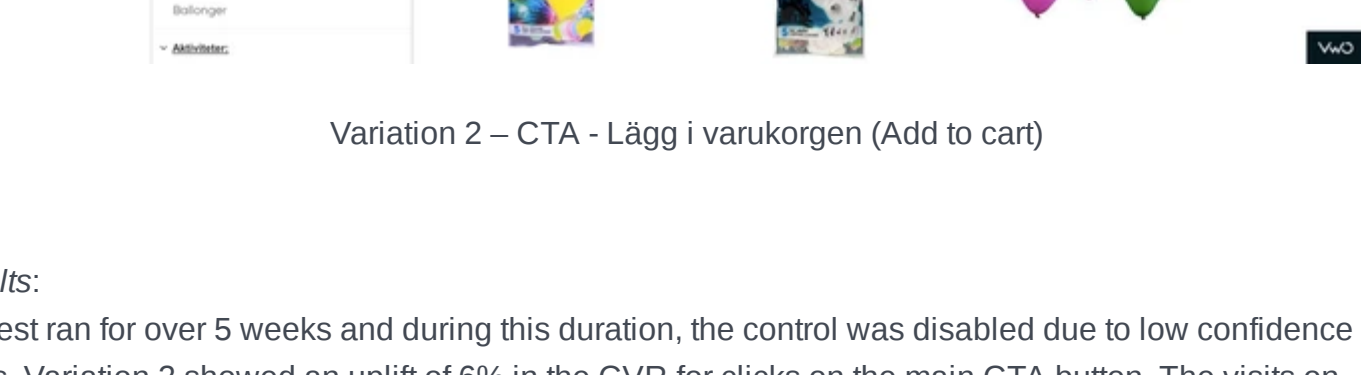 Ballonger
Aktiviteter:
VWO
Variation 2 – CTA - Lägg i varukorgen (Add to cart)
lts:
est ran for over 5 weeks and during this duration, the control was disabled due to low confidence
Variation 2 showed an uplift of 6% in the CVR for clicks on the main CTA button. The visits on